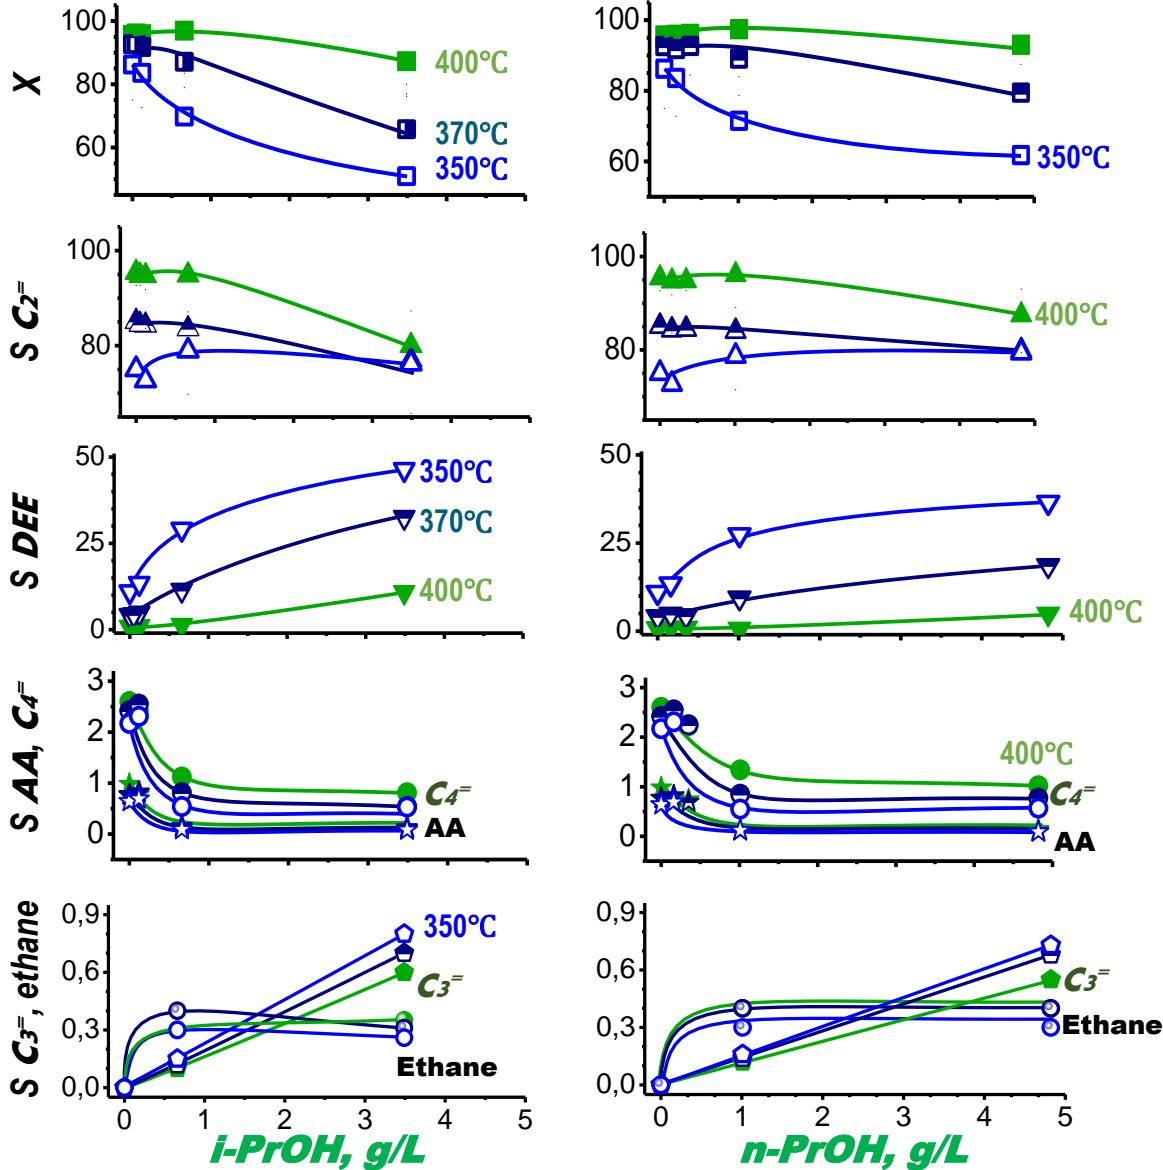 X
100
80
60
400°C
370°C
350°C
100
80
60
350°C
S C2=
100
80
100
80
400°C
S DEE
50
25
0
350°C
370°C
400°C
50
25
0
400°C
S AA, C4=
3
2
1
0
C4=
AA
3
2
1
0
400°C
C4=
AA
S C3=, ethane
0,9
0,6
0,3
0,0
350°C
C3=
Ethane
0 1 2 3 4 5
i-PrOH, g/L
0,9
0,6
0,3
0,0
C3=
Ethane
0 1 2 3 4 5
n-PrOH, g/L